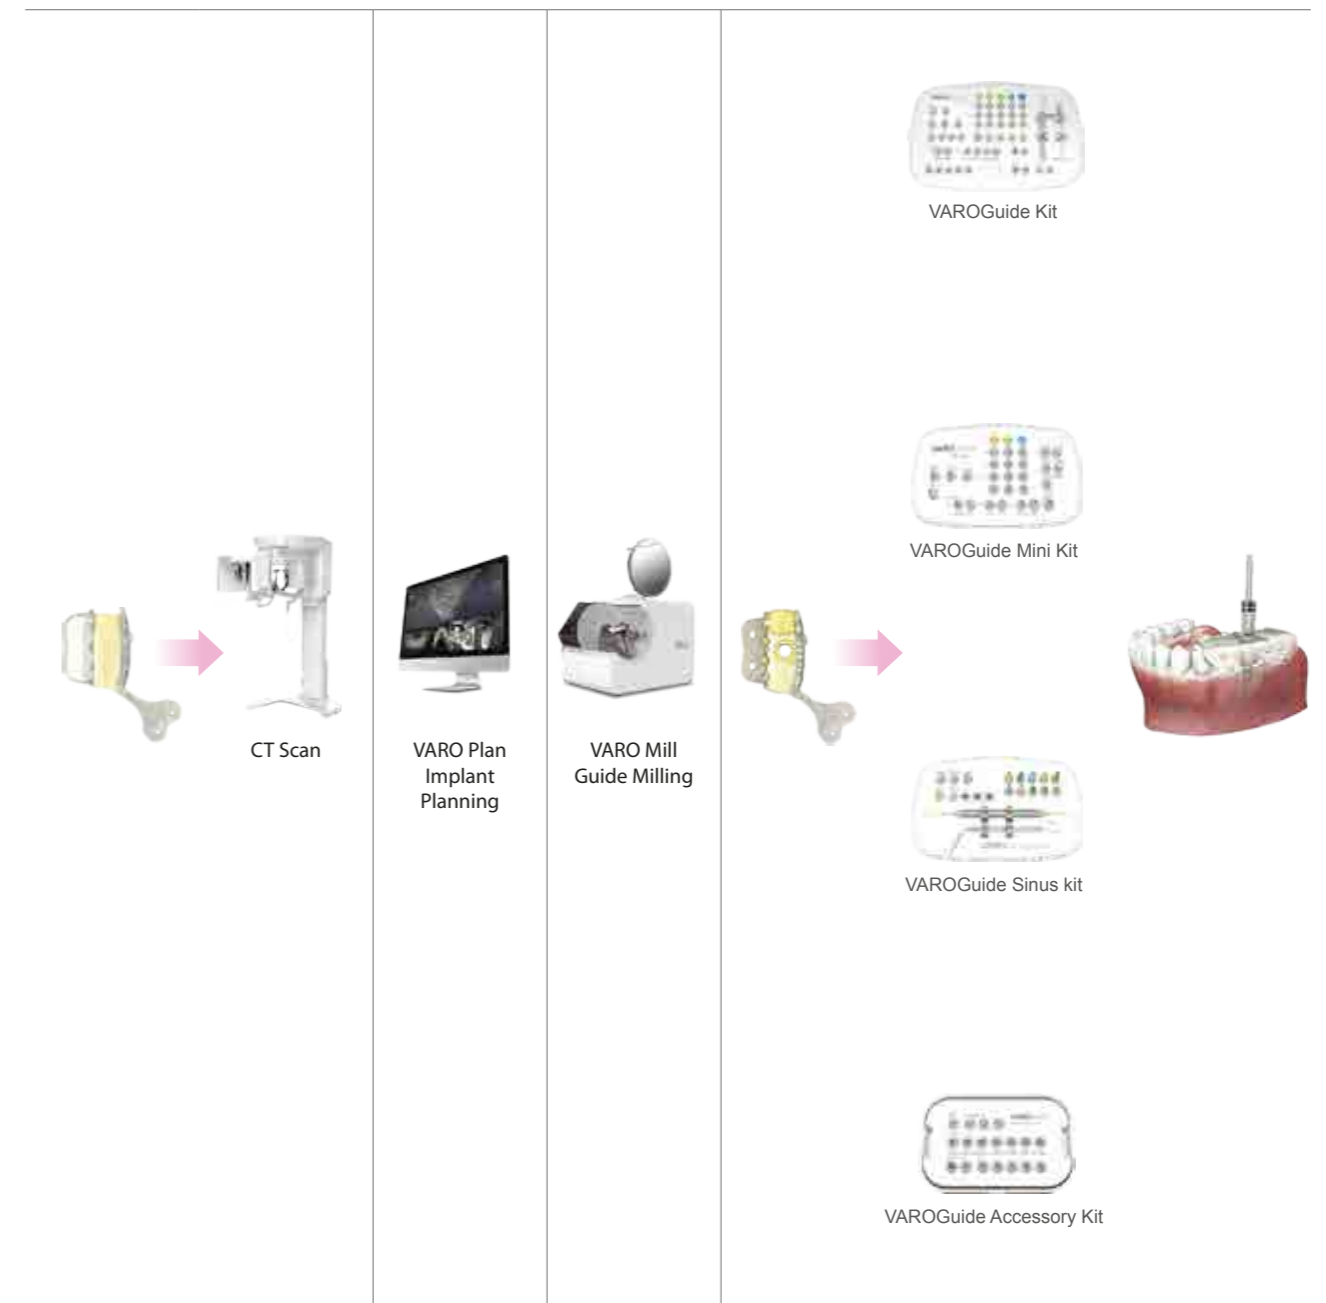 VAROGuide Kit
VAROGuide Mini Kit
CT Scan
VARO Plan
Implant
Planning
VARO Mill
Guide Milling
VAROGuide Sinus kit
VAROGuide Accessory Kit